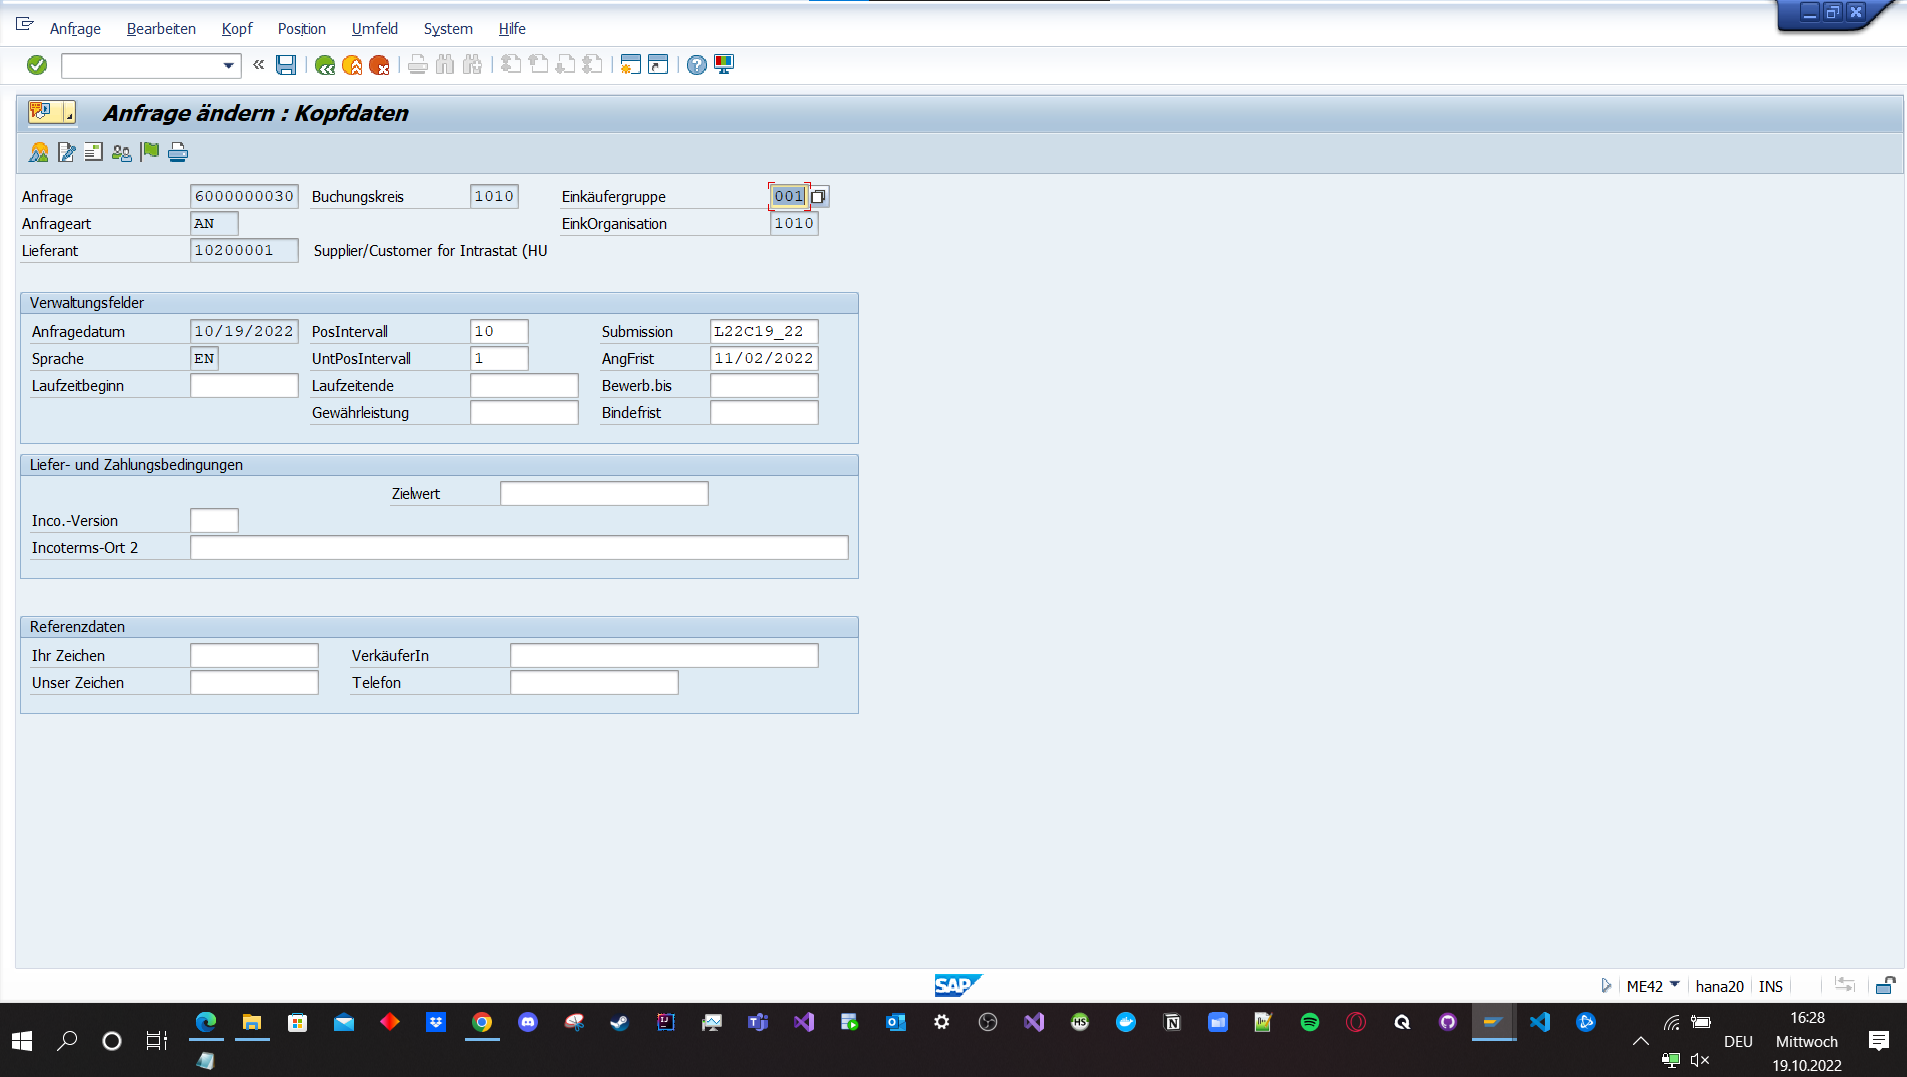 Anfrage Bearbeiten Kopf Position Umfeld System Hilfe
Anfrage ändern : Kopfdaten
Anfrage 6000000030 Buchungskreis 1010 Einkäufergruppe 001
Anfrageart AN EinkOrganisation 1010
Lieferant 10200001 Supplier/Customer for Intrastat (HU
Verwaltungsfelder
Anfragedatum 10/19/2022 PosIntervall 10 Submission L22C19_22
Sprache EN UntPosIntervall 1 AngFrist 11/02/2022
Laufzeitbeginn Laufzeitende Bewerb.bis
Gewährleistung Bindefrist
Liefer- und Zahlungsbedingungen
Zielwert
Inco.-Version
Incoterms-Ort 2
Referenzdaten
Ihr Zeichen VerkäuferIn
Unser Zeichen Telefon
SAP ME42 hana20 INS
HS
16:28
DEU Mittwoch
19.10.2022